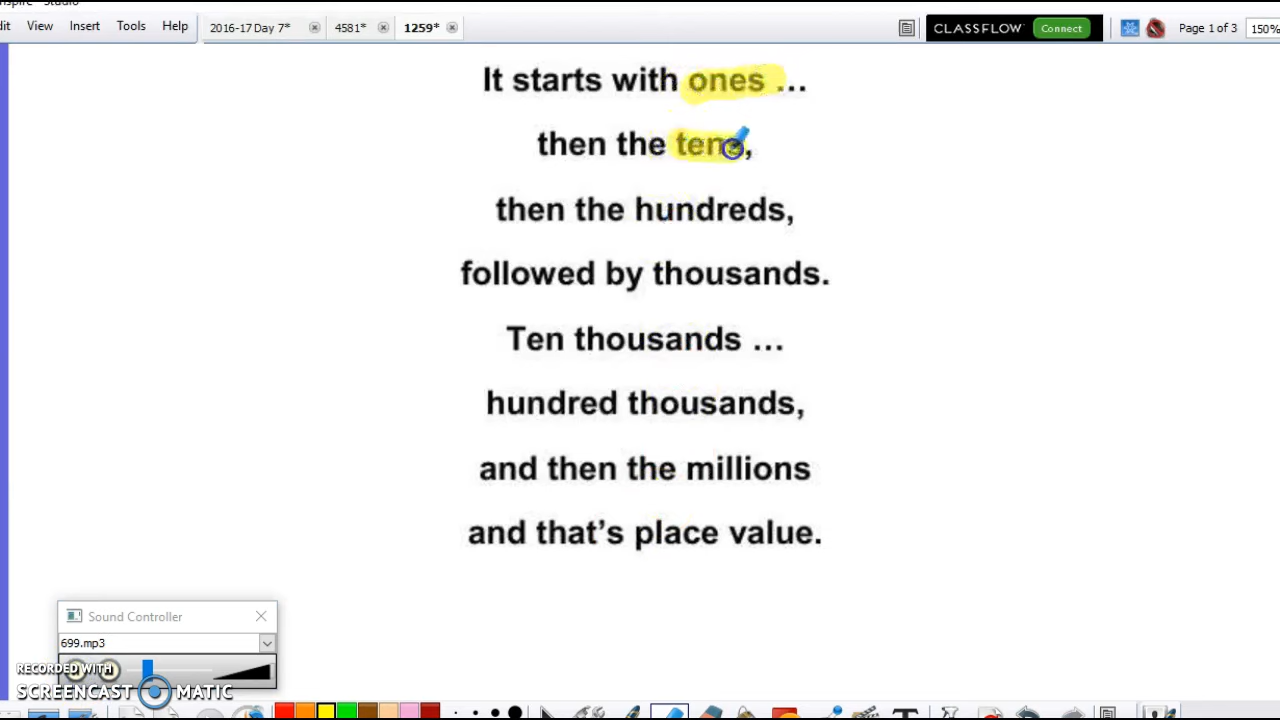 Studio
View Insert Tools Help 2016-17 Day 7* 4581* 1259* CLASSFLOW Connect Page 1 of 3 150%
It starts with ones ...
then the tens,
then the hundreds,
followed by thousands.
Ten thousands ...
hundred thousands,
and then the millions
and that's place value.
Sound Controller
699.mp3
RECORDED WITH
SCREENCAST MATIC